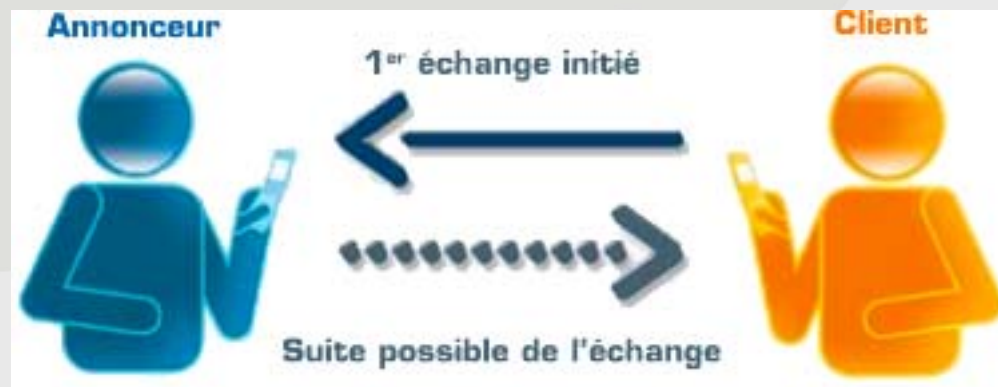 Annonceur
Client
1er échange initié
Suite possible de l'échange